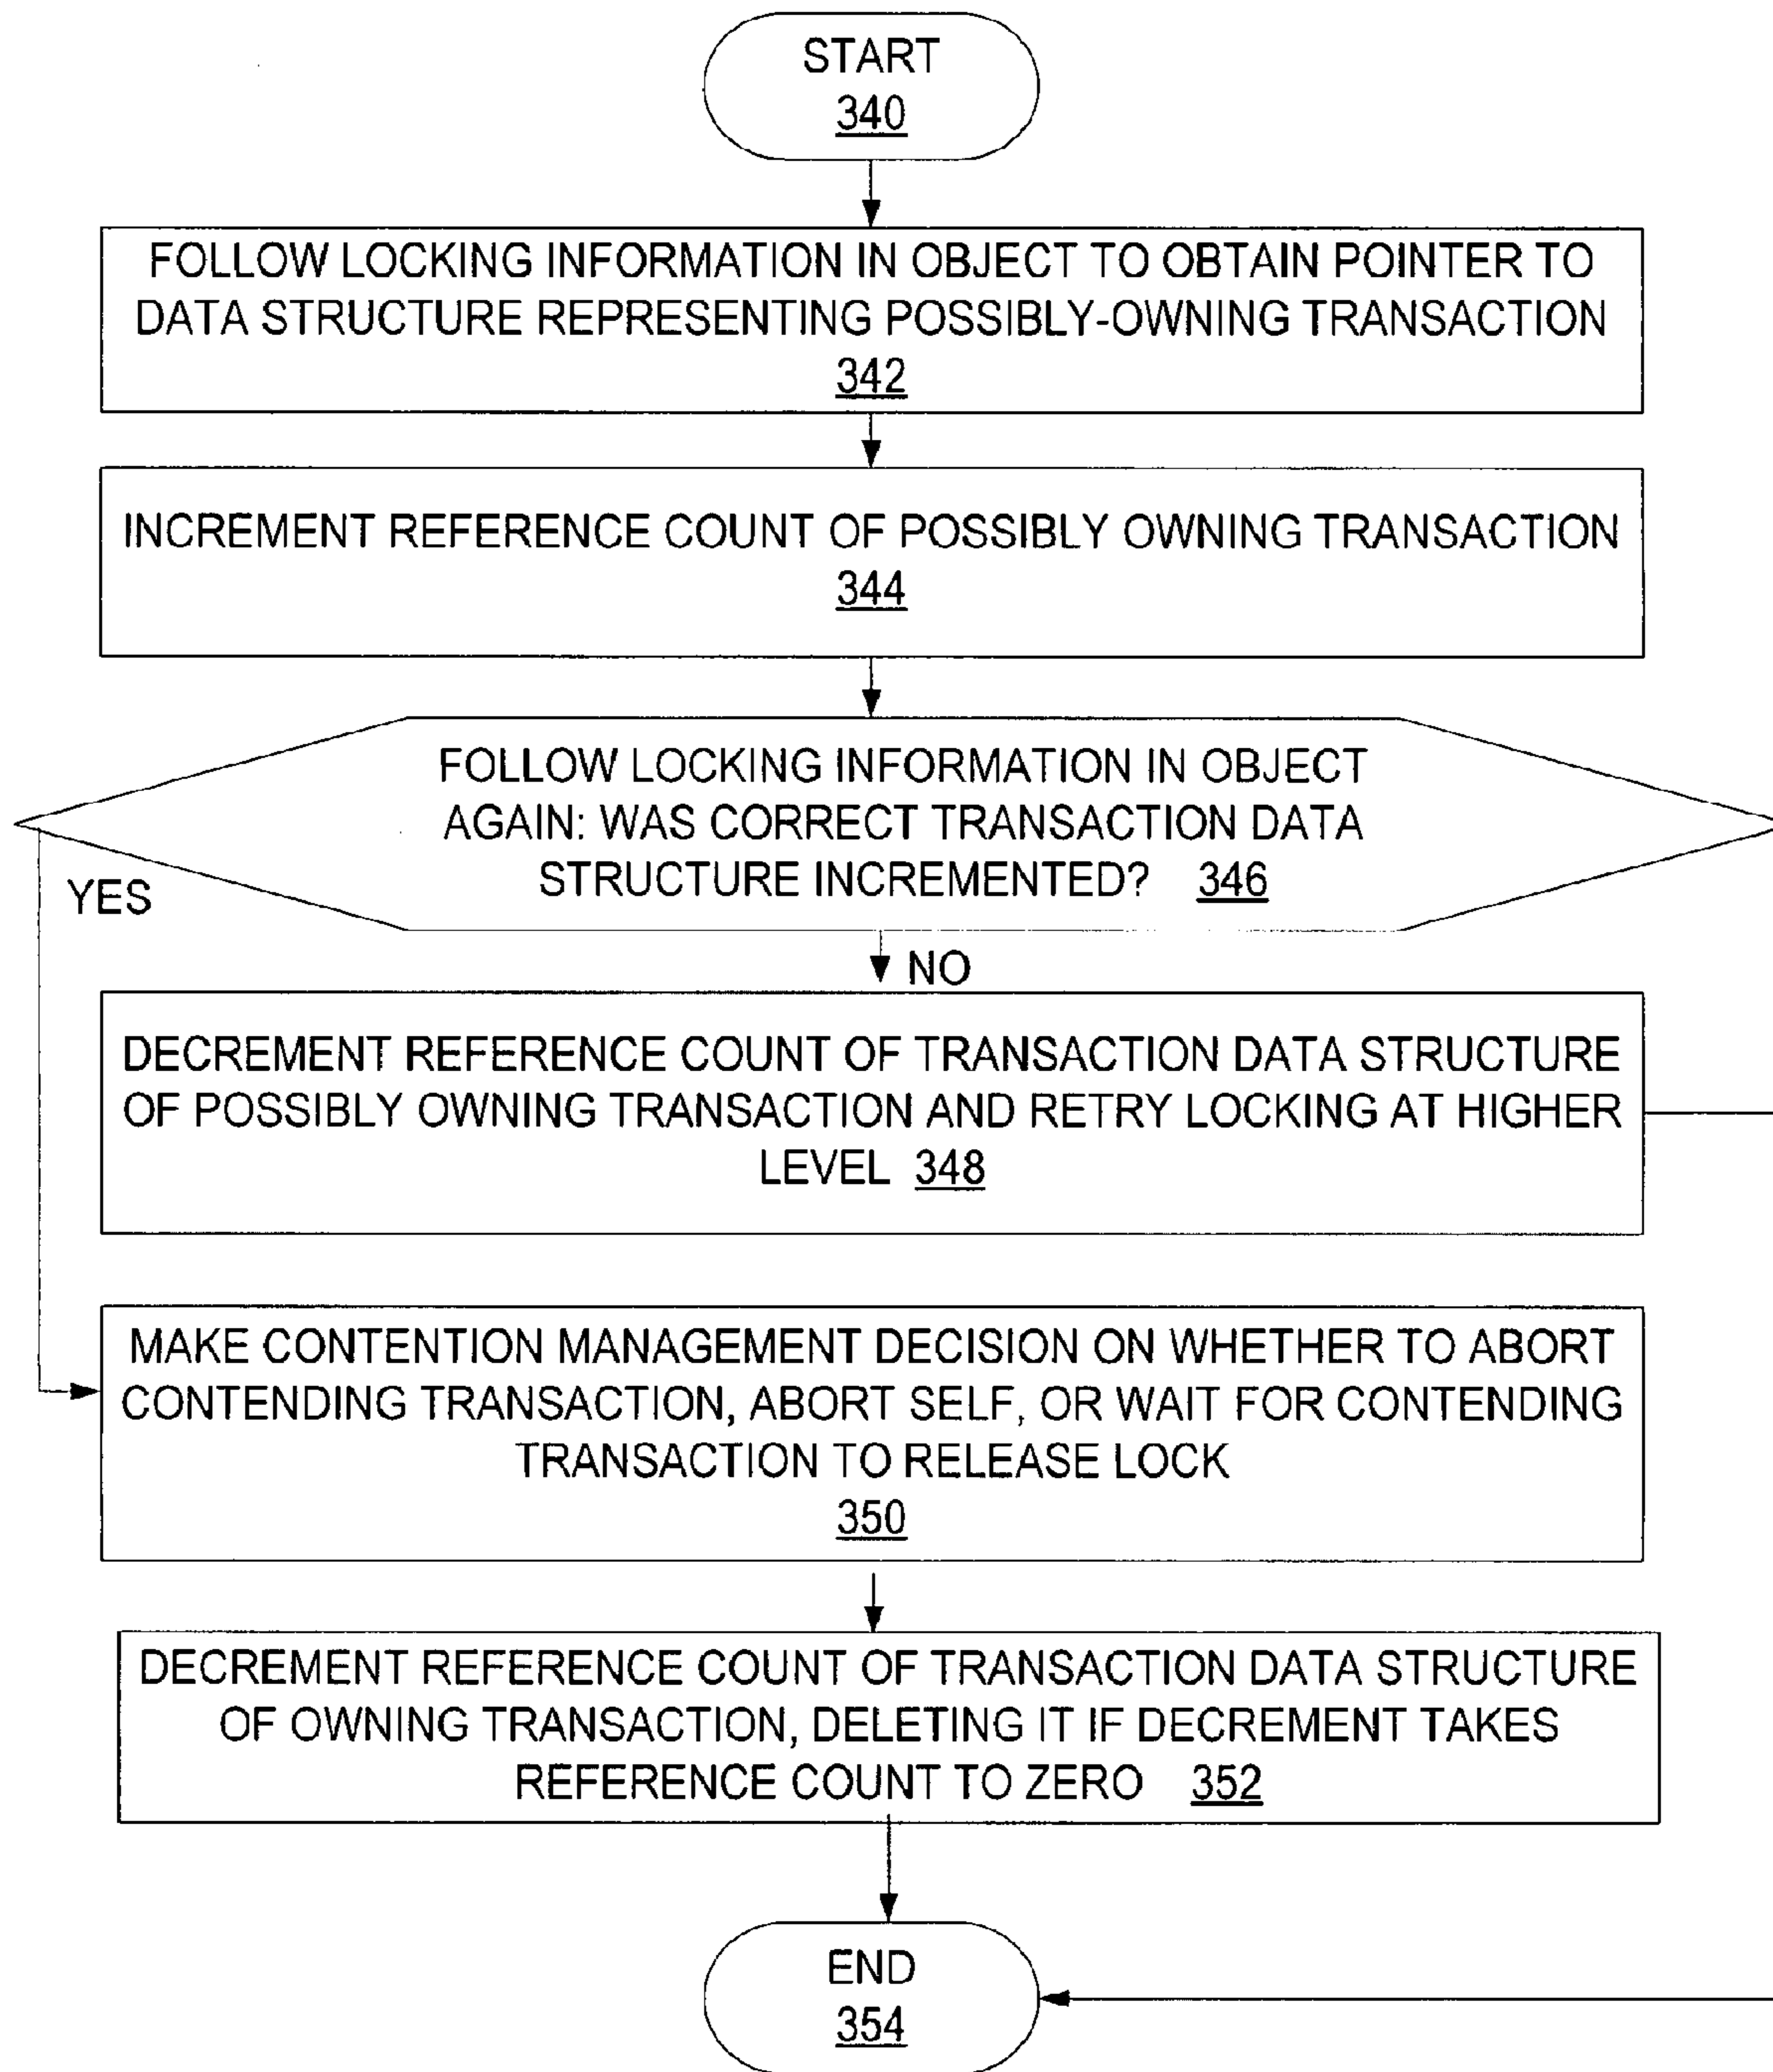 START
340
FOLLOW LOCKING INFORMATION IN OBJECT TO OBTAIN POINTER TO
DATA STRUCTURE REPRESENTING POSSIBLY-OWNING TRANSACTION
342
INCREMENT REFERENCE COUNT OF POSSIBLY OWNING TRANSACTION
344
FOLLOW LOCKING INFORMATION IN OBJECT
AGAIN: WAS CORRECT TRANSACTION DATA
STRUCTURE INCREMENTED? 346
YES
NO
DECREMENT REFERENCE COUNT OF TRANSACTION DATA STRUCTURE
OF POSSIBLY OWNING TRANSACTION AND RETRY LOCKING AT HIGHER
LEVEL 348
MAKE CONTENTION MANAGEMENT DECISION ON WHETHER TO ABORT
CONTENDING TRANSACTION, ABORT SELF, OR WAIT FOR CONTENDING
TRANSACTION TO RELEASE LOCK
350
DECREMENT REFERENCE COUNT OF TRANSACTION DATA STRUCTURE
OF OWNING TRANSACTION, DELETING IT IF DECREMENT TAKES
REFERENCE COUNT TO ZERO 352
END
354